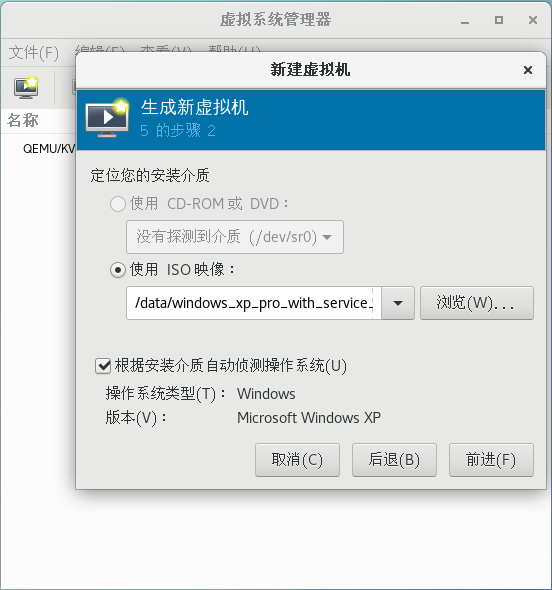 虚拟系统管理器
文件(F) 编辑(E) 查看(V) 帮助(H)
名称
QEMU/KV
新建虚拟机
生成新虚拟机
5 的步骤 2
定位您的安装介质
使用 CD-ROM 或 DVD：
没有探测到介质 (/dev/sr0)
使用 ISO 映像：
/data/windows_xp_pro_with_service_
浏览(W)...
根据安装介质自动侦测操作系统(U)
操作系统类型(T)： Windows
版本(V)： Microsoft Windows XP
取消(C) 后退(B) 前进(F)